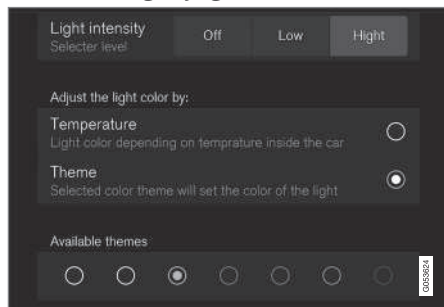 Light intensity
Selecter level
Off
Low
Hight
Adjust the light color by:
Temperature
Light color depending on temprature inside the car
Theme
Selected color theme will set the color of the light
Available themes
G053624